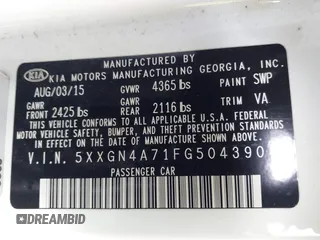 MANUFACTURED BY
KIA KIA MOTORS MANUFACTURING GEORGIA, INC.
AUG/03/15 GVWR 4365 lbs PAINT SWP
GAWR FRONT 2425 lbs GAWR REAR 2116 lbs TRIM VA
THIS VEHICLE CONFORMS TO ALL APPLICABLE U.S. FEDERAL MOTOR VEHICLE
SAFETY, BUMPER, AND THEFT PREVENTION STANDARDS IN EFFECT
ON THE DATE OF MANUFACTURE SHOWN ABOVE.
V.I.N. 5XXGN4A71FG504390
PASSENGER CAR
DREAMBID